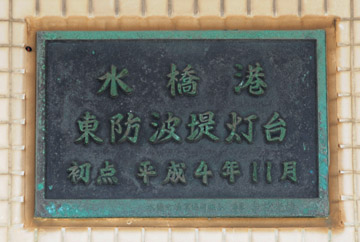 水橋港
東防波堤灯台
初点 平成4年11月